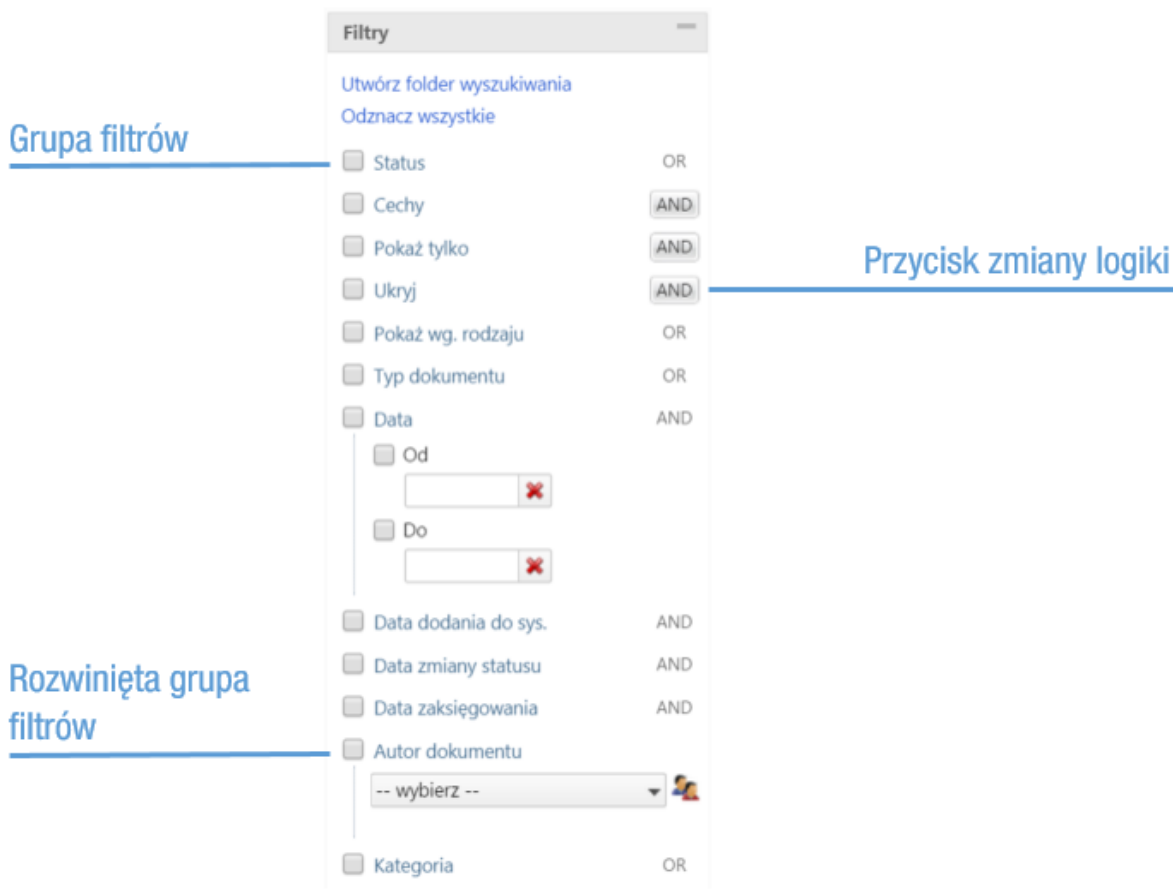 Filtry
Utwórz folder wyszukiwania
Odznacz wszystkie
Grupa filtrów
Status OR
Cechy AND
Pokaż tylko AND
Przycisk zmiany logiki
Ukryj AND
Pokaż wg. rodzaju OR
Typ dokumentu OR
Data AND
Od
Do
Data dodania do sys. AND
Rozwinięta grupa
filtrów
Data zmiany statusu AND
Data zaksięgowania AND
Autor dokumentu
-- wybierz --
Kategoria OR